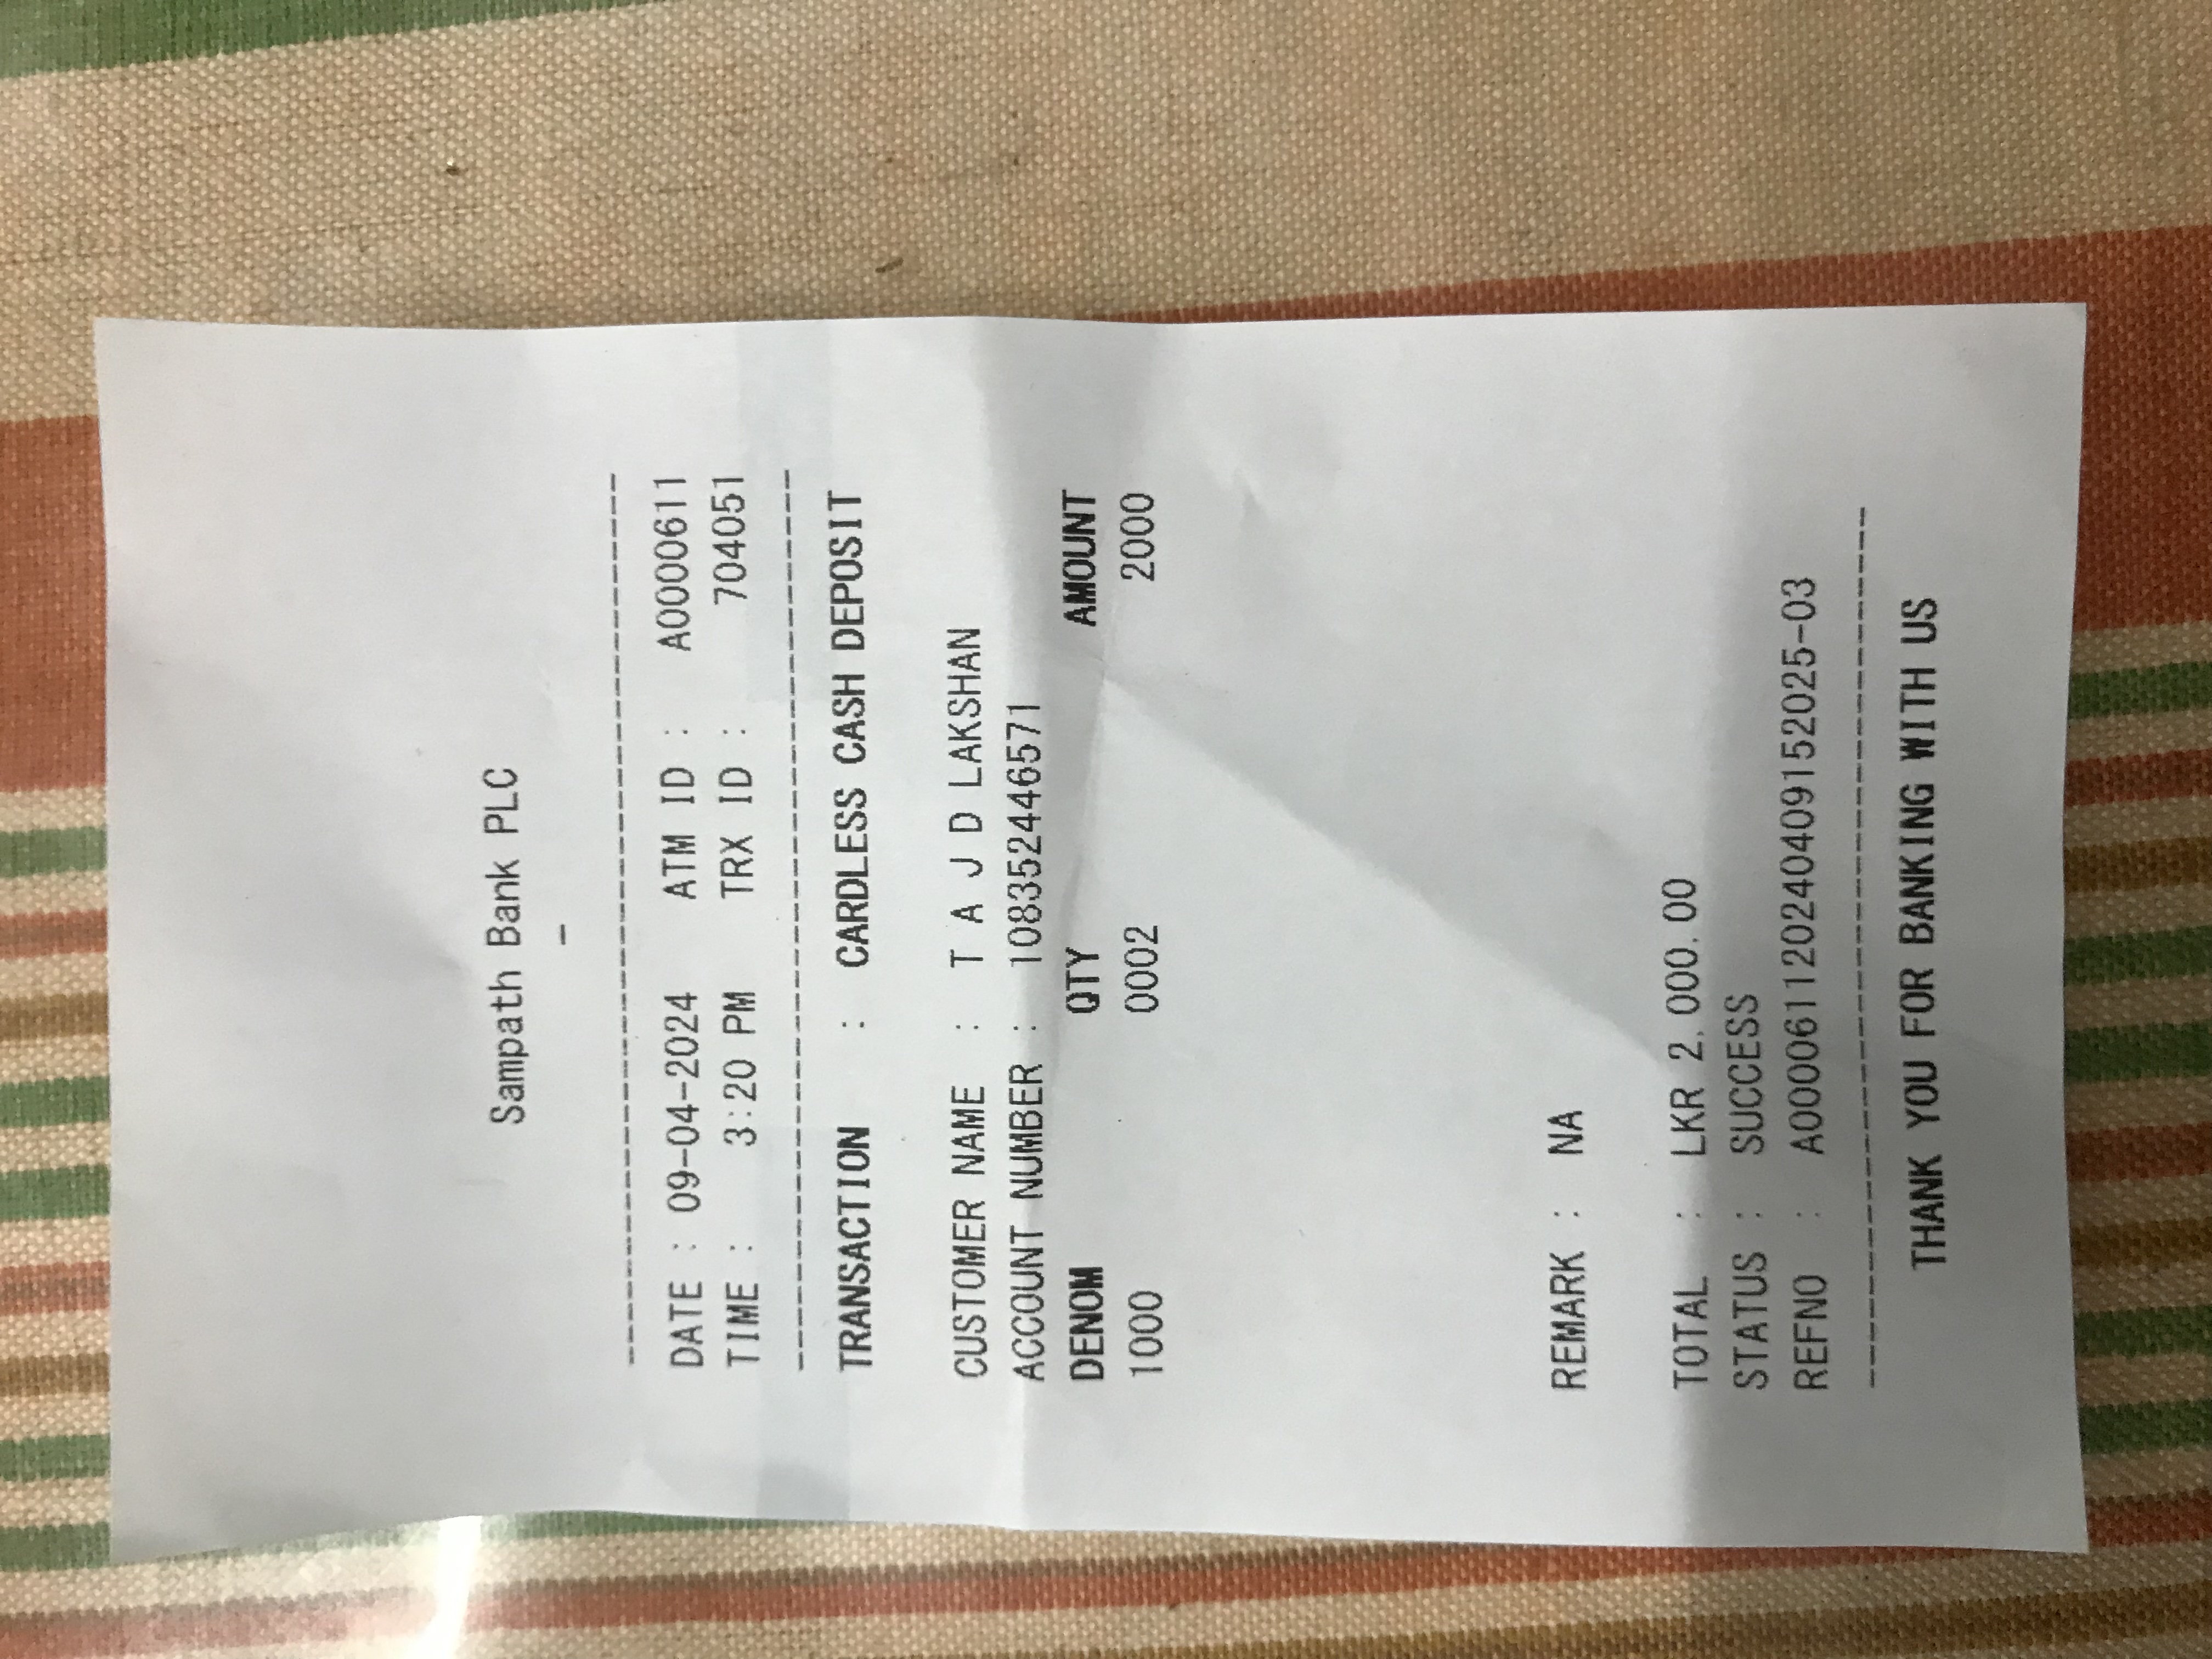 Sampath Bank PLC
-
------------------------------------------
DATE : 09-04-2024 ATM ID : A0000611
TIME : 3:20 PM TRX ID : 704051
------------------------------------------
TRANSACTION : CARDLESS CASH DEPOSIT
CUSTOMER NAME : T A J D LAKSHAN
ACCOUNT NUMBER : 108352446571
DENOM QTY AMOUNT
1000 0002 2000
REMARK : NA
TOTAL : LKR 2,000.00
STATUS : SUCCESS
REFNO : A000061120240409152025-03
------------------------------------------
THANK YOU FOR BANKING WITH US